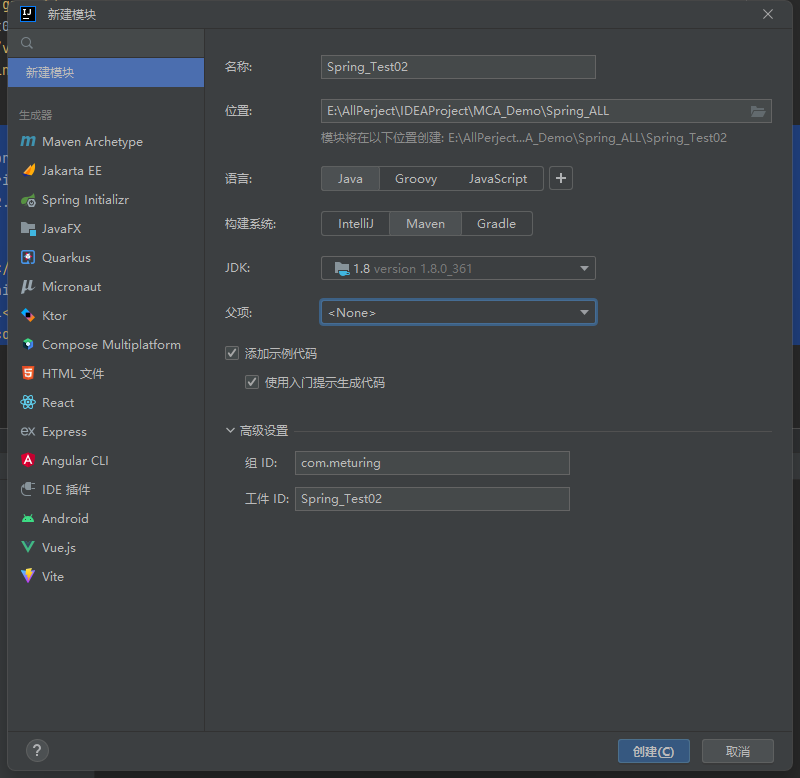 新建模块
新建模块
生成器
Maven Archetype
Jakarta EE
Spring Initializr
JavaFX
Quarkus
Micronaut
Ktor
Compose Multiplatform
HTML 文件
React
Express
Angular CLI
IDE 插件
Android
Vue.js
Vite
名称: Spring_Test02
位置: E:\AllPerject\IDEAProject\MCA_Demo\Spring_ALL
模块将在以下位置创建: E:\AllPerject...A_Demo\Spring_ALL\Spring_Test02
语言: Java Groovy JavaScript +
构建系统: IntelliJ Maven Gradle
JDK: 1.8 version 1.8.0_361
父项: <None>
添加示例代码
使用入门提示生成代码
高级设置
组 ID: com.meturing
工件 ID: Spring_Test02
? 创建(C) 取消